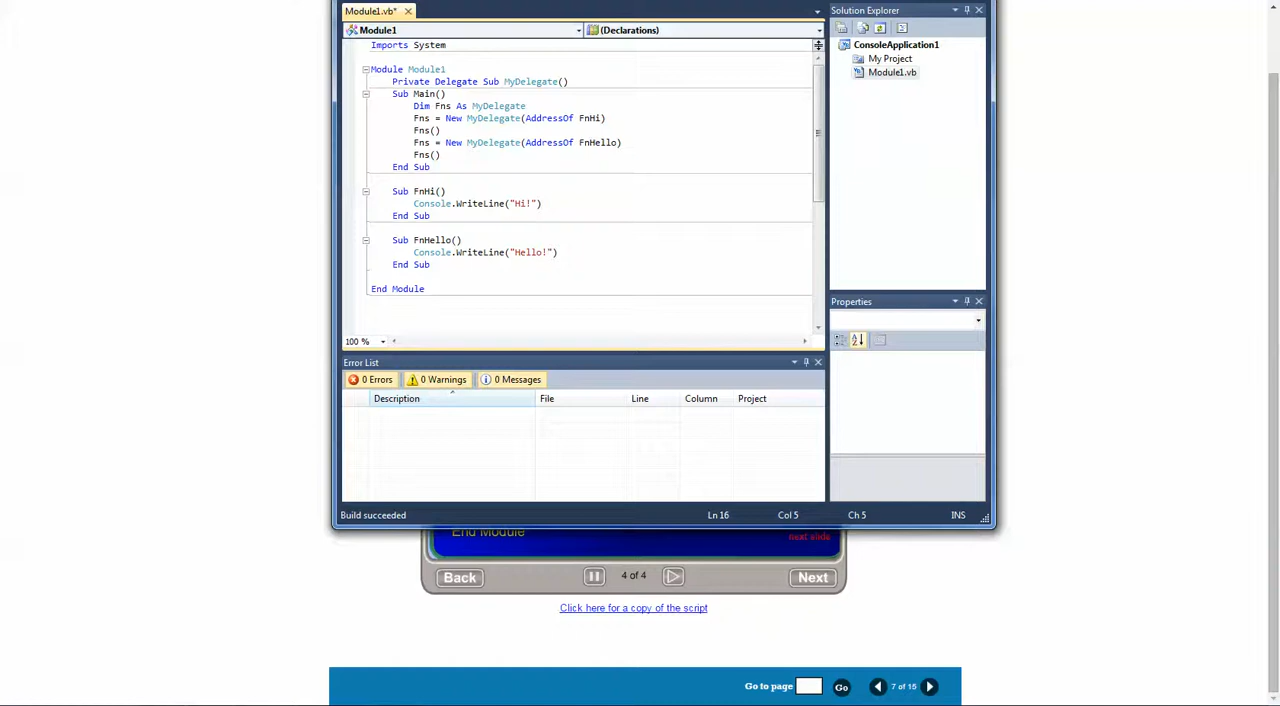 Module1.vb*
Module1
(Declarations)
Imports System
Module Module1
Private Delegate Sub MyDelegate()
Sub Main()
Dim Fns As MyDelegate
Fns = New MyDelegate(AddressOf FnHi)
Fns()
Fns = New MyDelegate(AddressOf FnHello)
Fns()
End Sub
Sub FnHi()
Console.WriteLine("Hi!")
End Sub
Sub FnHello()
Console.WriteLine("Hello!")
End Sub
End Module
100 %
Solution Explorer
ConsoleApplication1
My Project
Module1.vb
Properties
Error List
0 Errors
0 Warnings
0 Messages
Description File Line Column Project
Build succeeded
Ln 16 Col 5 Ch 5 INS
End Module
next slide
Back
4 of 4
Next
Click here for a copy of the script
Go to page Go 7 of 15